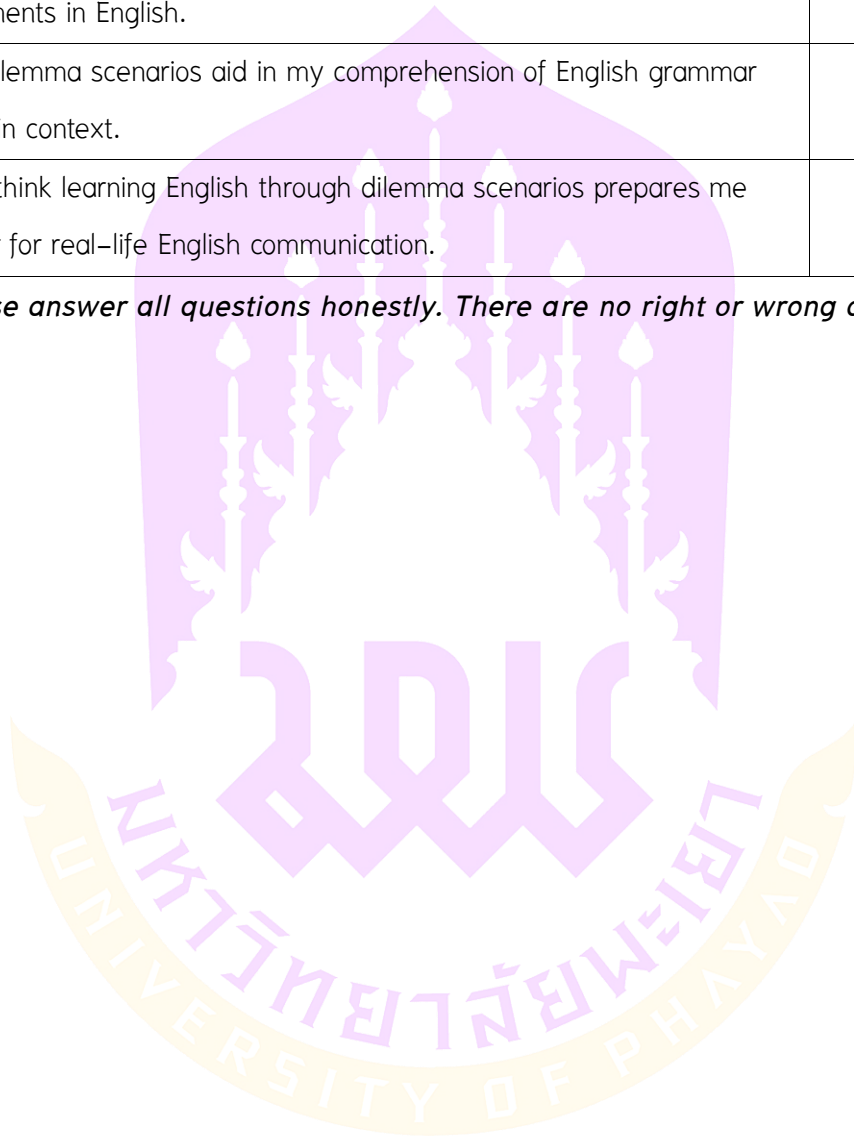 nents in English.
lemma scenarios aid in my comprehension of English grammar
n context.
think learning English through dilemma scenarios prepares me
for real-life English communication.
se answer all questions honestly. There are no right or wrong
มหาวิทยาลัยพะเยา
UNIVERSITY OF PHAYAO